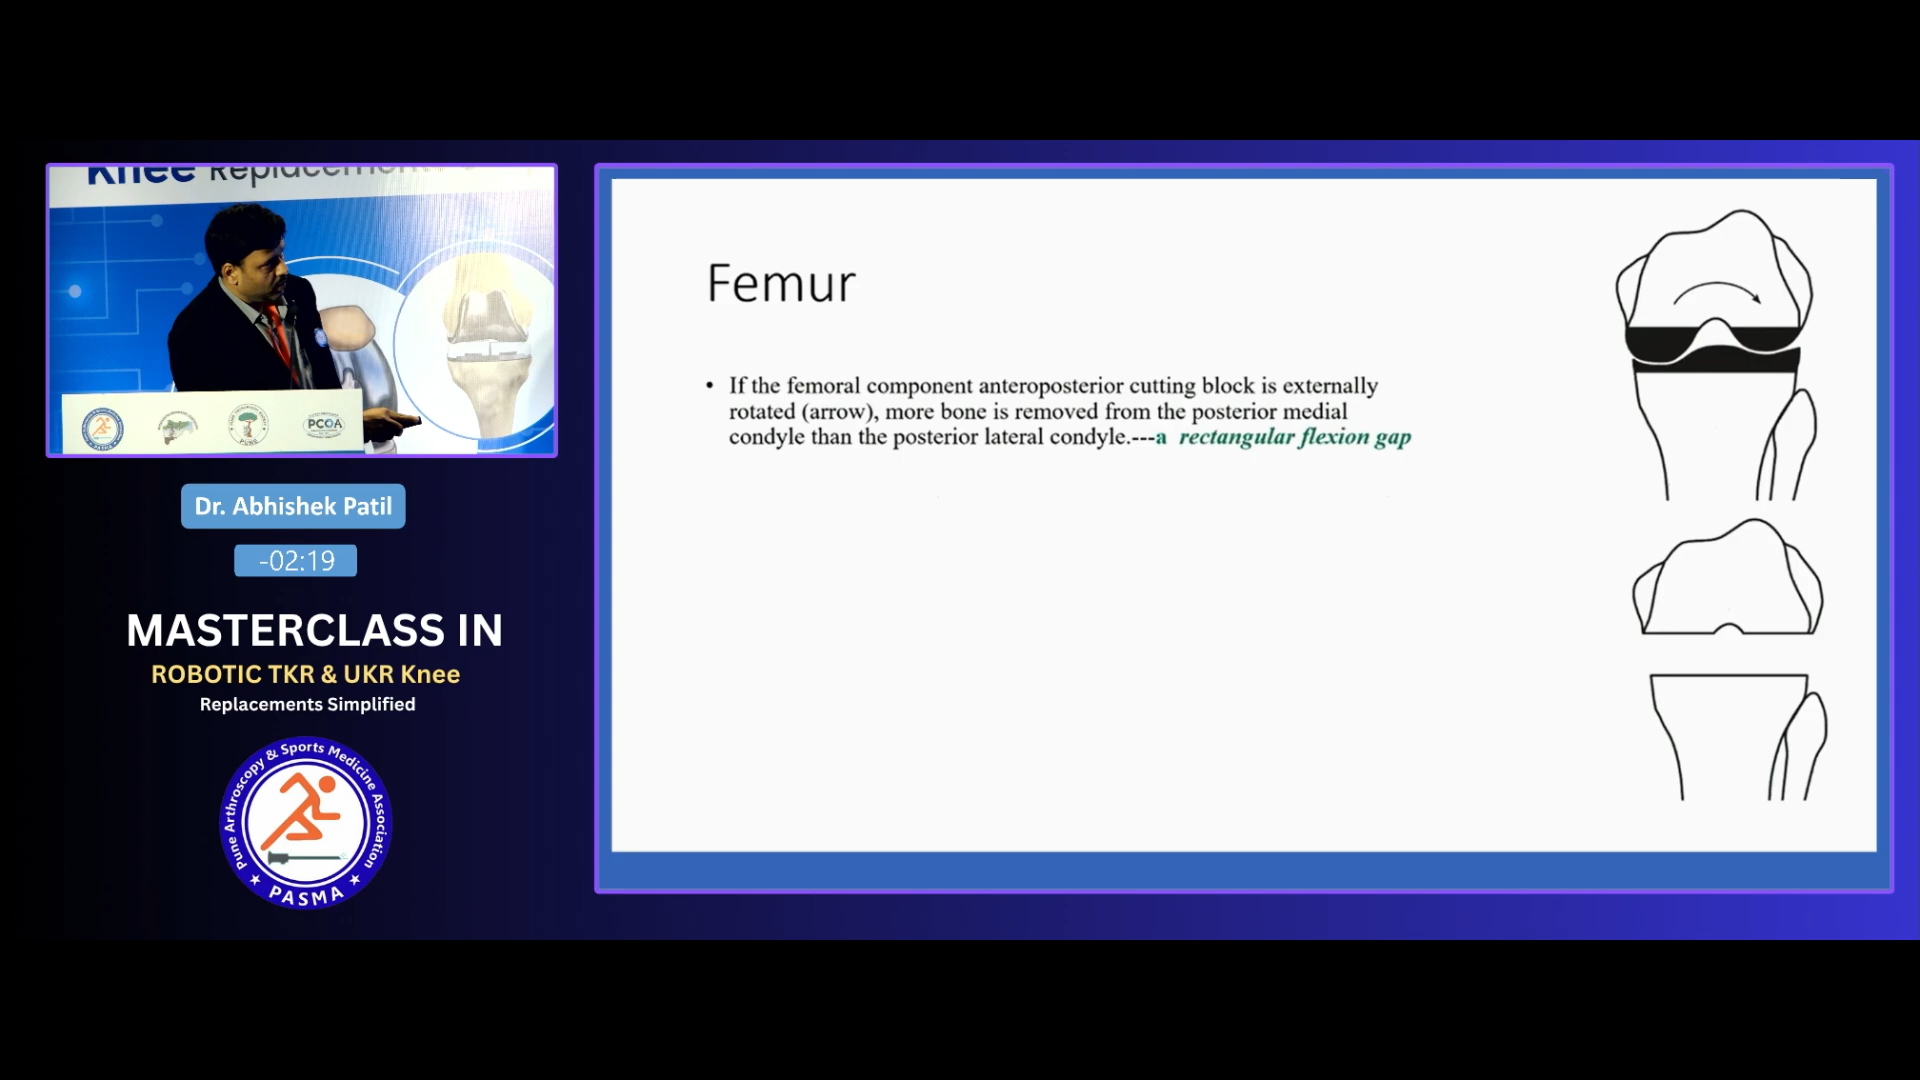 Knee Replacement
PUNE
PCOA
Dr. Abhishek Patil
-02:19
MASTERCLASS IN
ROBOTIC TKR & UKR Knee
Replacements Simplified
Pune Arthroscopy & Sports Medicine Association
PASMA
Femur
• If the femoral component anteroposterior cutting block is externally
rotated (arrow), more bone is removed from the posterior medial
condyle than the posterior lateral condyle.---a rectangular flexion gap